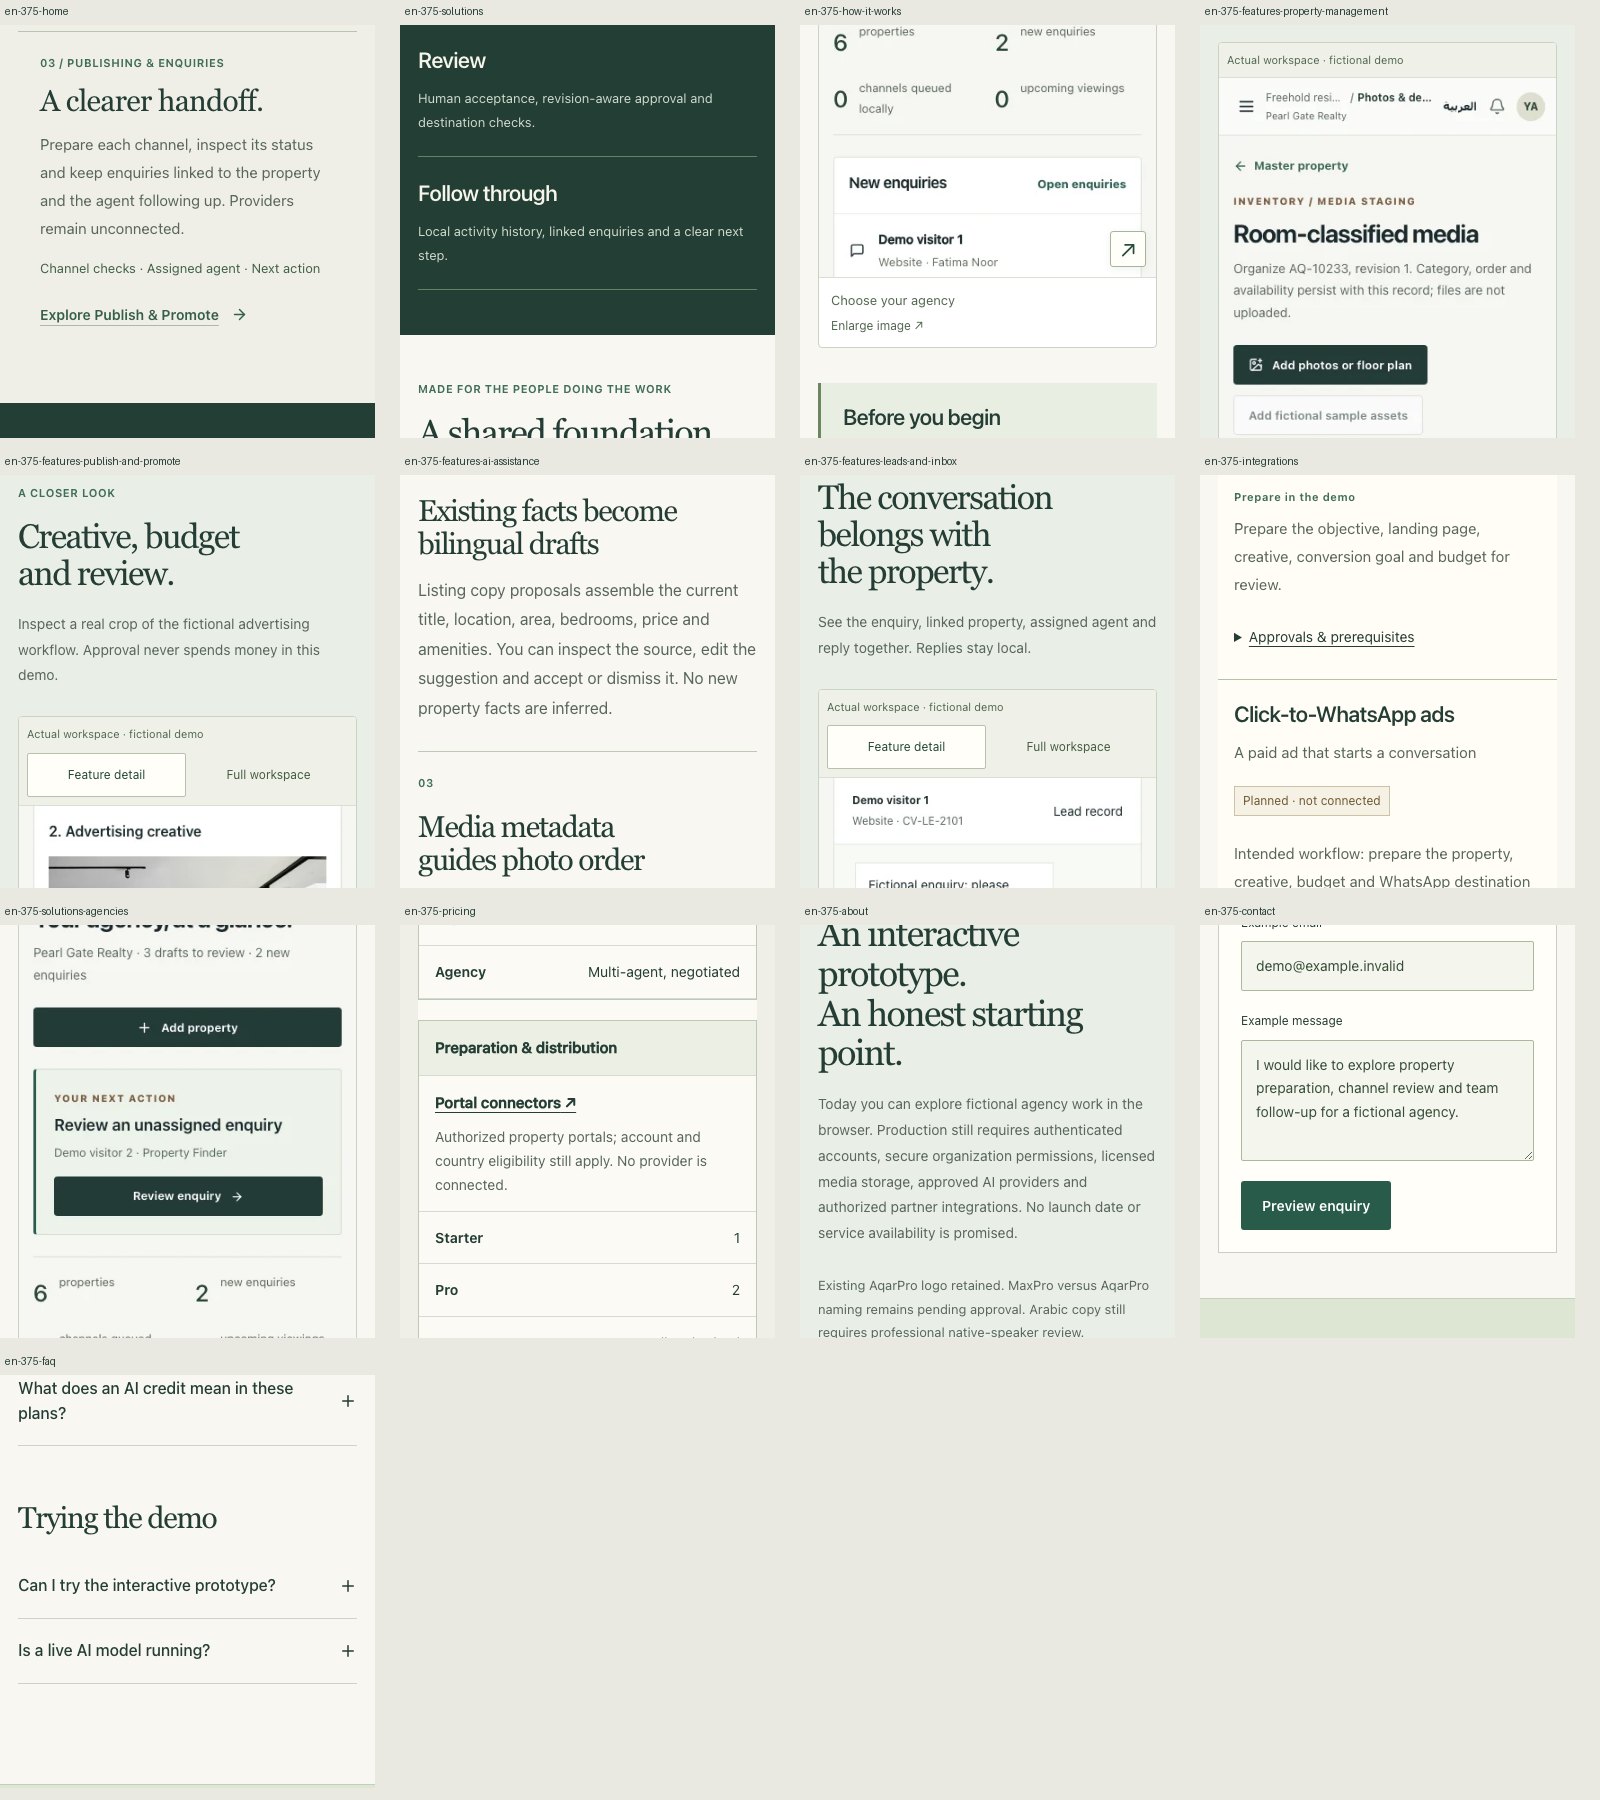 en-375-home
03 / PUBLISHING & ENQUIRIES
A clearer handoff.
Prepare each channel, inspect its status
and keep enquiries linked to the property
and the agent following up. Providers
remain unconnected.
Channel checks · Assigned agent · Next action
Explore Publish & Promote →
en-375-solutions
Review
Human acceptance, revision-aware approval and
destination checks.
Follow through
Local activity history, linked enquiries and a clear next
step.
MADE FOR THE PEOPLE DOING THE WORK
A shared foundation
en-375-how-it-works
6 properties
2 new enquiries
0 channels queued
locally
0 upcoming viewings
New enquiries
Open enquiries
Demo visitor 1
Website · Fatima Noor
Choose your agency
Enlarge image ↗
Before you begin
en-375-features-property-management
Actual workspace · fictional demo
Freehold resi... / Photos & de...
Pearl Gate Realty
العربية
YA
← Master property
INVENTORY / MEDIA STAGING
Room-classified media
Organize AQ-10233, revision 1. Category, order and
availability persist with this record; files are not
uploaded.
Add photos or floor plan
Add fictional sample assets
en-375-features-publish-and-promote
A CLOSER LOOK
Creative, budget
and review.
Inspect a real crop of the fictional advertising
workflow. Approval never spends money in this
demo.
Actual workspace · fictional demo
Feature detail
Full workspace
2. Advertising creative
en-375-features-ai-assistance
Existing facts become
bilingual drafts
Listing copy proposals assemble the current
title, location, area, bedrooms, price and
amenities. You can inspect the source, edit the
suggestion and accept or dismiss it. No new
property facts are inferred.
03
Media metadata
guides photo order
en-375-features-leads-and-inbox
The conversation
belongs with
the property.
See the enquiry, linked property, assigned agent and
reply together. Replies stay local.
Actual workspace · fictional demo
Feature detail
Full workspace
Demo visitor 1
Website · CV-LE-2101
Lead record
Fictional enquiry: please
en-375-integrations
Prepare in the demo
Prepare the objective, landing page,
creative, conversion goal and budget for
review.
▶ Approvals & prerequisites
Click-to-WhatsApp ads
A paid ad that starts a conversation
Planned · not connected
Intended workflow: prepare the property,
creative, budget and WhatsApp destination
en-375-solutions-agencies
Your agency, at a glance.
Pearl Gate Realty · 3 drafts to review · 2 new
enquiries
+ Add property
YOUR NEXT ACTION
Review an unassigned enquiry
Demo visitor 2 · Property Finder
Review enquiry →
6 properties
2 new enquiries
channels queued
upcoming viewings
en-375-pricing
Agency
Multi-agent, negotiated
Preparation & distribution
Portal connectors ↗
Authorized property portals; account and
country eligibility still apply. No provider is
connected.
Starter
1
Pro
2
en-375-about
An interactive
prototype.
An honest starting
point.
Today you can explore fictional agency work in the
browser. Production still requires authenticated
accounts, secure organization permissions, licensed
media storage, approved AI providers and
authorized partner integrations. No launch date or
service availability is promised.
Existing AqarPro logo retained. MaxPro versus AqarPro
naming remains pending approval. Arabic copy still
requires professional native-speaker review.
en-375-contact
Example email
demo@example.invalid
Example message
I would like to explore property
preparation, channel review and team
follow-up for a fictional agency.
Preview enquiry
en-375-faq
What does an AI credit mean in these
plans?
Trying the demo
Can I try the interactive prototype?
Is a live AI model running?